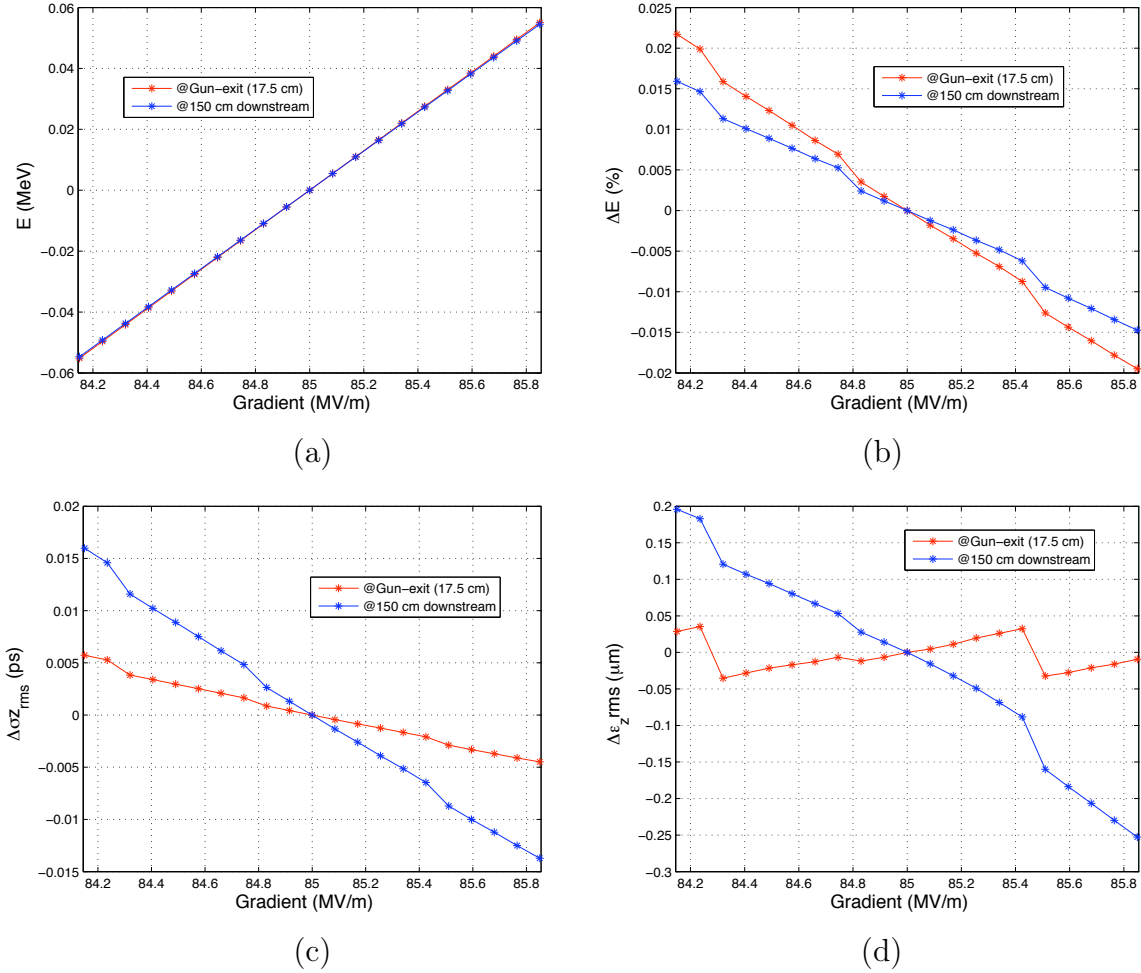 0.06
0.04
0.02
0
−0.02
−0.04
−0.06
E (MeV)
@Gun−exit (17.5 cm)
@150 cm downstream
84.2 84.4 84.6 84.8 85 85.2 85.4 85.6 85.8
Gradient (MV/m)
(a)
0.025
0.02
0.015
0.01
0.005
0
−0.005
−0.01
−0.015
−0.02
ΔE (%)
@Gun−exit (17.5 cm)
@150 cm downstream
84.2 84.4 84.6 84.8 85 85.2 85.4 85.6 85.8
Gradient (MV/m)
(b)
0.02
0.015
0.01
0.005
0
−0.005
−0.01
−0.015
Δσz_rms (ps)
@Gun−exit (17.5 cm)
@150 cm downstream
84.2 84.4 84.6 84.8 85 85.2 85.4 85.6 85.8
Gradient (MV/m)
(c)
0.2
0.15
0.1
0.05
0
−0.05
−0.1
−0.15
−0.2
−0.25
−0.3
Δε_z rms (μm)
@Gun−exit (17.5 cm)
@150 cm downstream
84.2 84.4 84.6 84.8 85 85.2 85.4 85.6 85.8
Gradient (MV/m)
(d)